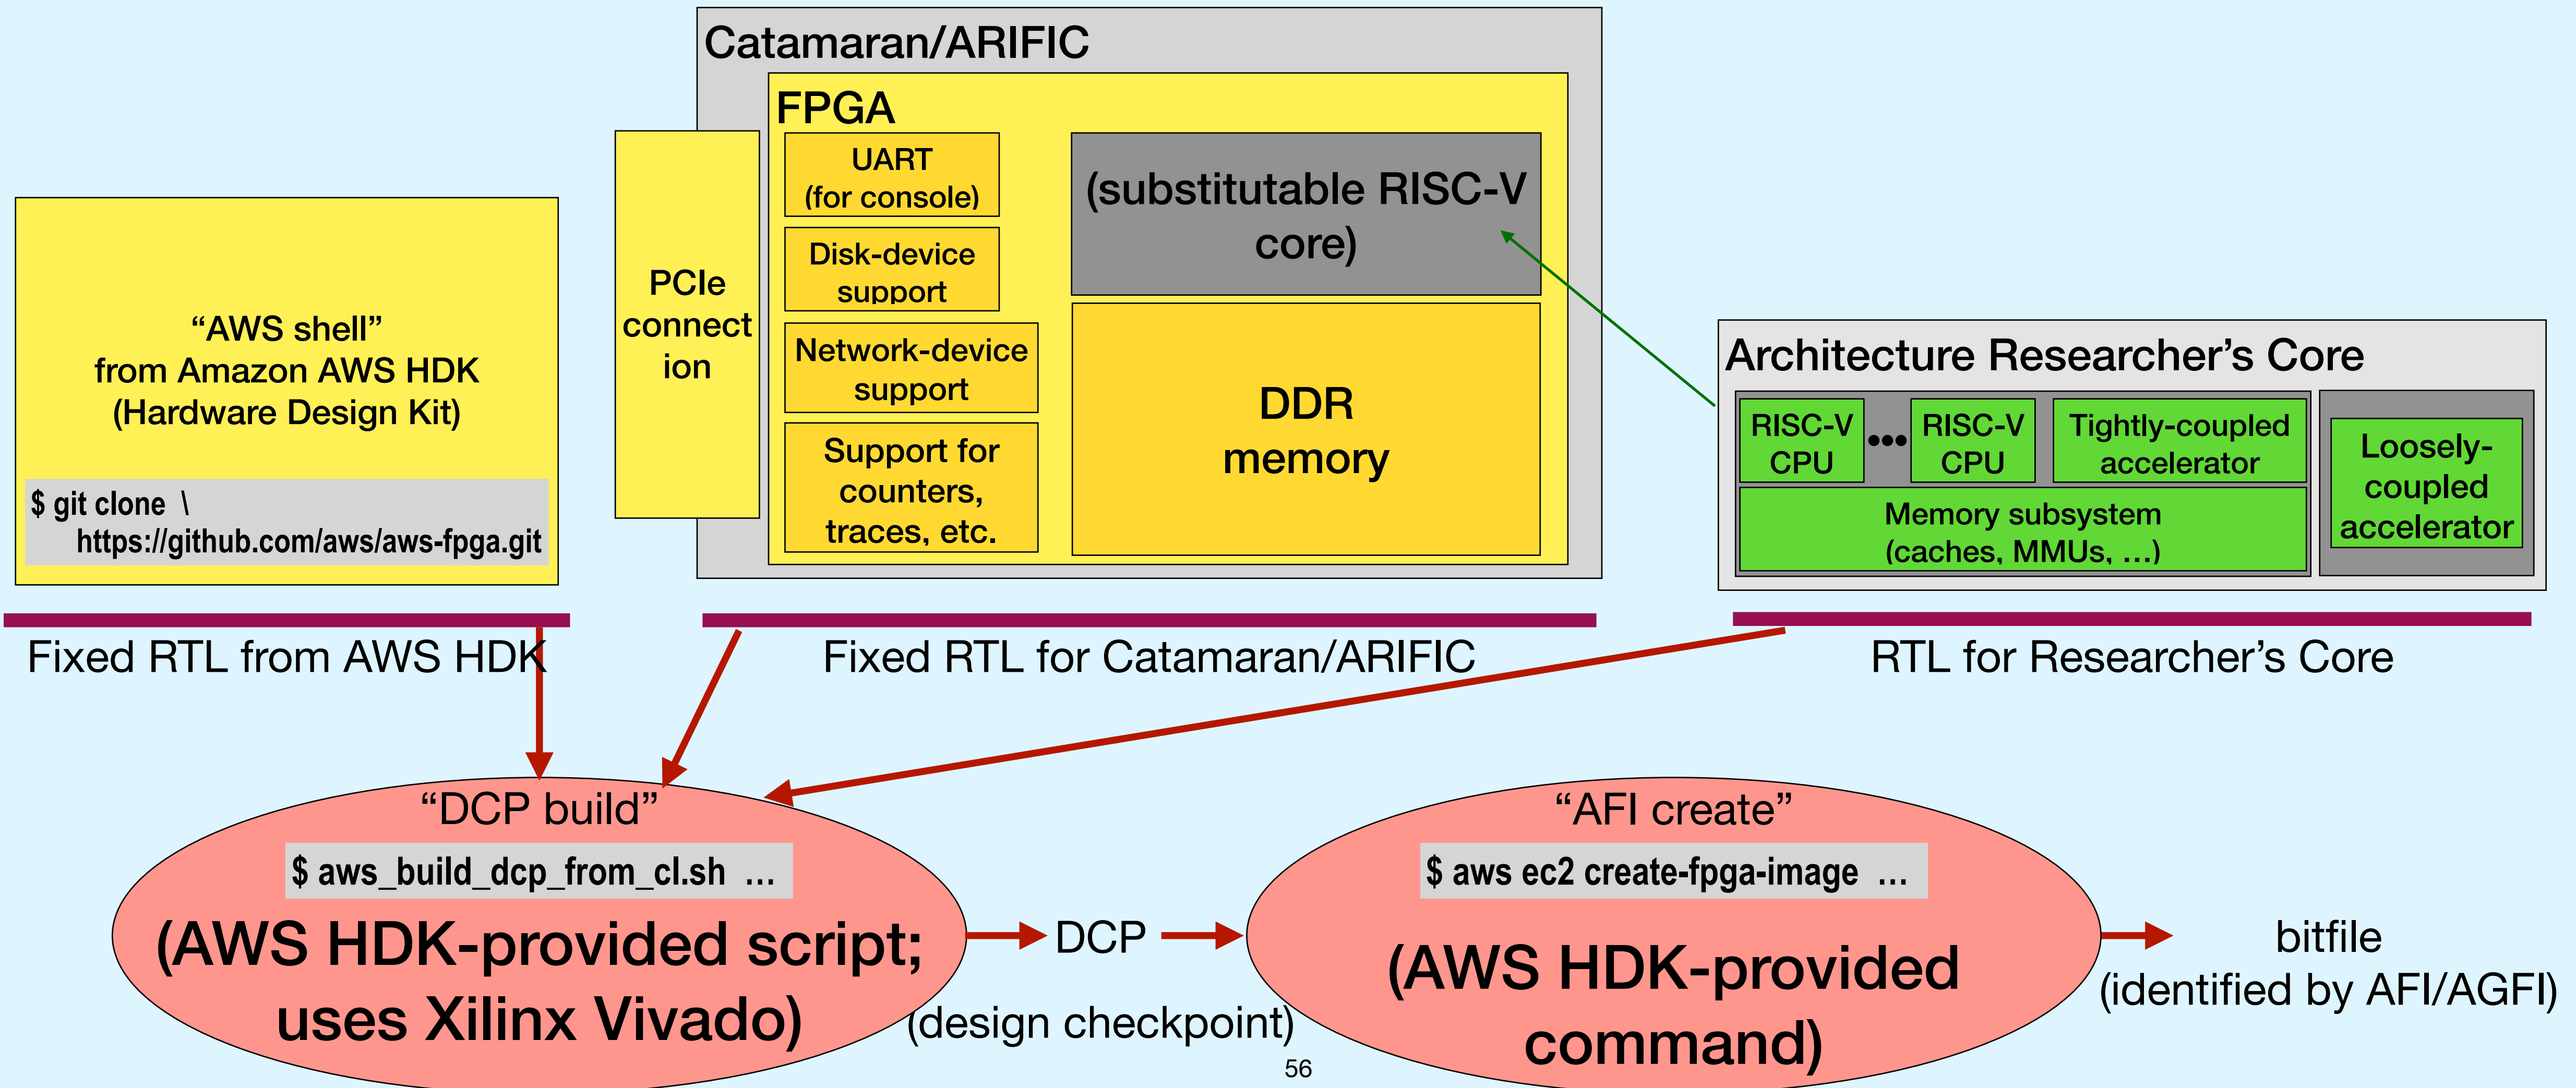 Catamaran/ARIFIC
FPGA
UART
(for console)
Disk-device
support
Network-device
support
Support for
counters,
traces, etc.
(substitutable RISC-V
core)
DDR
memory
PCIe
connect
ion
“AWS shell”
from Amazon AWS HDK
(Hardware Design Kit)
$ git clone \
https://github.com/aws/aws-fpga.git
Architecture Researcher’s Core
RISC-V
CPU
•••
RISC-V
CPU
Tightly-coupled
accelerator
Memory subsystem
(caches, MMUs, …)
Loosely-
coupled
accelerator
Fixed RTL from AWS HDK
Fixed RTL for Catamaran/ARIFIC
RTL for Researcher’s Core
“DCP build”
$ aws_build_dcp_from_cl.sh …
(AWS HDK-provided script;
uses Xilinx Vivado)
DCP
(design checkpoint)
“AFI create”
$ aws ec2 create-fpga-image …
(AWS HDK-provided
command)
bitfile
(identified by AFI/AGFI)
56